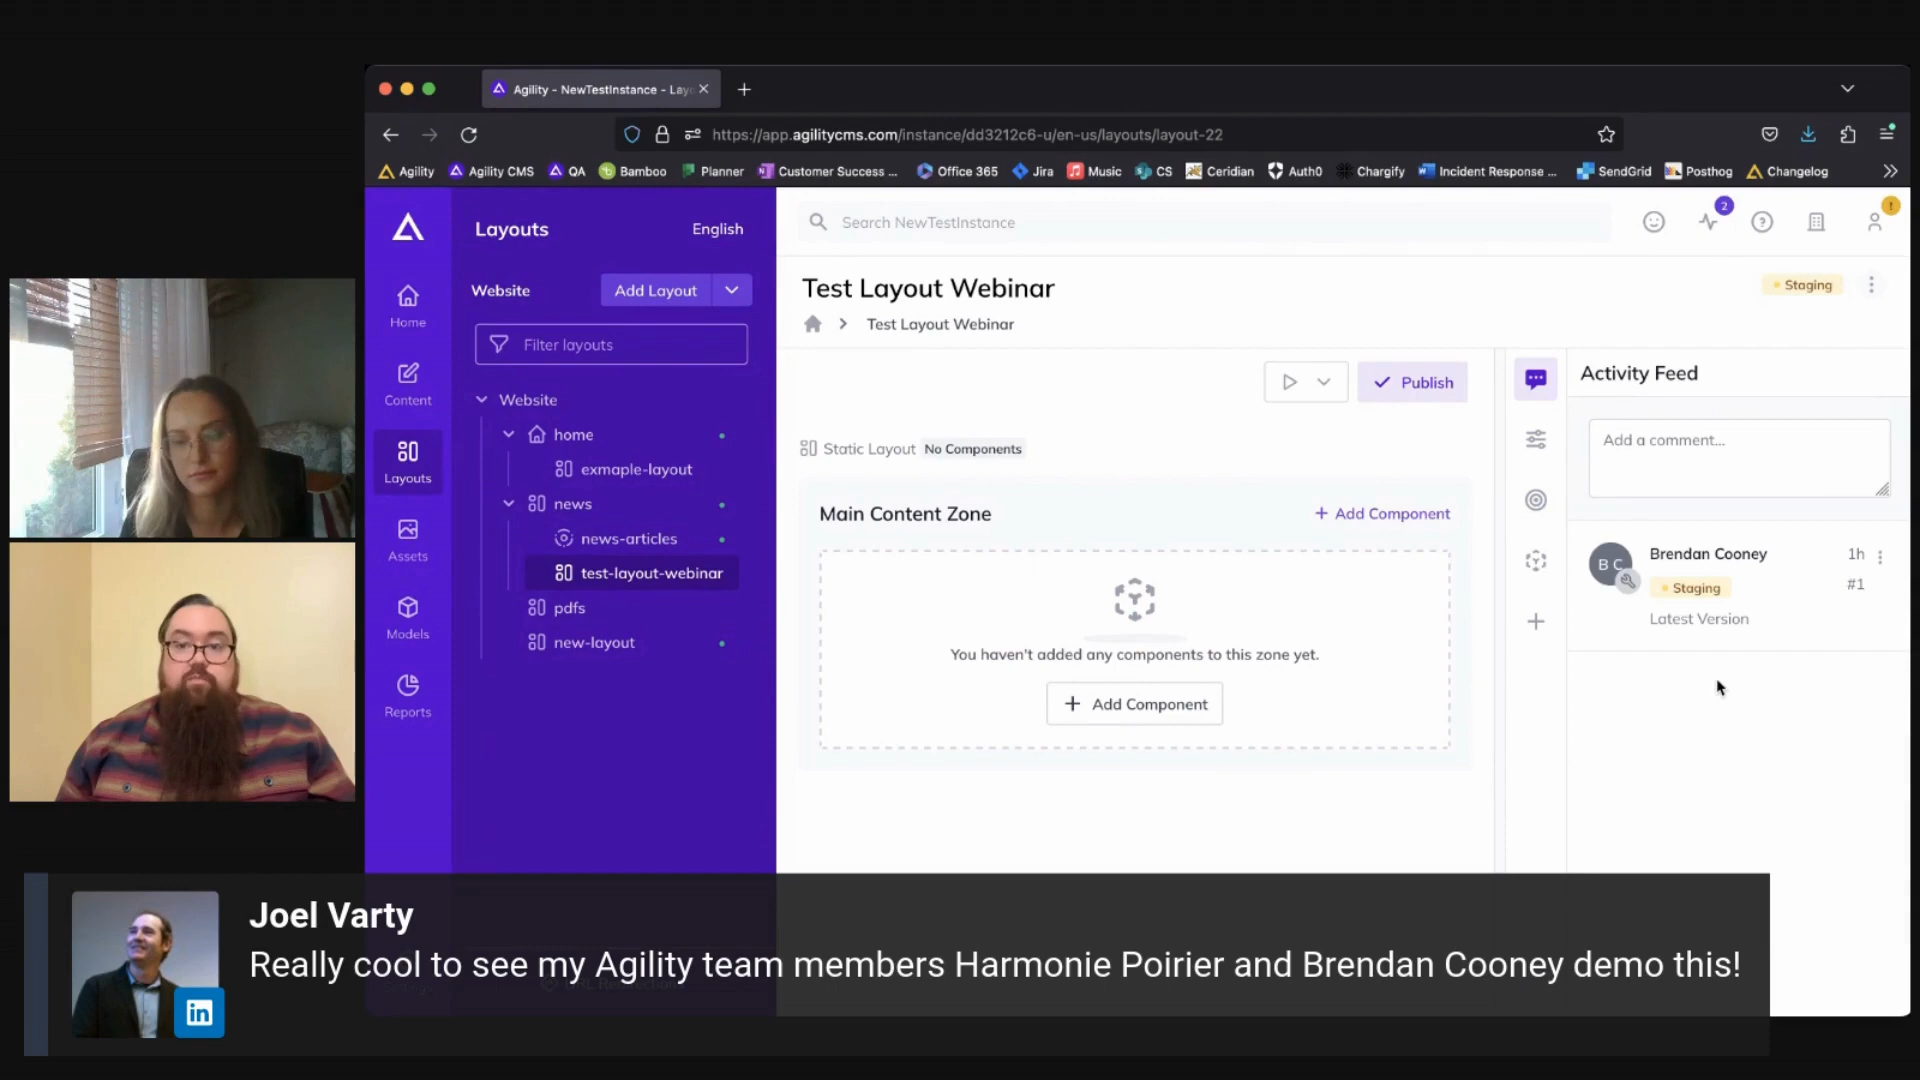 Agility - NewTestInstance - Lay
https://app.agilitycms.com/instance/dd3212c6-u/en-us/layouts/layout-22
Agility
Agility CMS
QA
Bamboo
Planner
Customer Success ...
Office 365
Jira
Music
CS
Ceridian
Auth0
Chargify
Incident Response ...
SendGrid
Posthog
Changelog
Home
Content
Layouts
Assets
Models
Reports
Layouts
English
Website
Add Layout
Filter layouts
Website
home
exmaple-layout
news
news-articles
test-layout-webinar
pdfs
new-layout
Search NewTestInstance
2
!
Test Layout Webinar
Staging
Test Layout Webinar
Publish
Static Layout No Components
Main Content Zone
+ Add Component
You haven't added any components to this zone yet.
+ Add Component
Activity Feed
Add a comment...
B C
Brendan Cooney
1h
Staging
#1
Latest Version
Joel Varty
Really cool to see my Agility team members Harmonie Poirier and Brendan Cooney demo this!
in